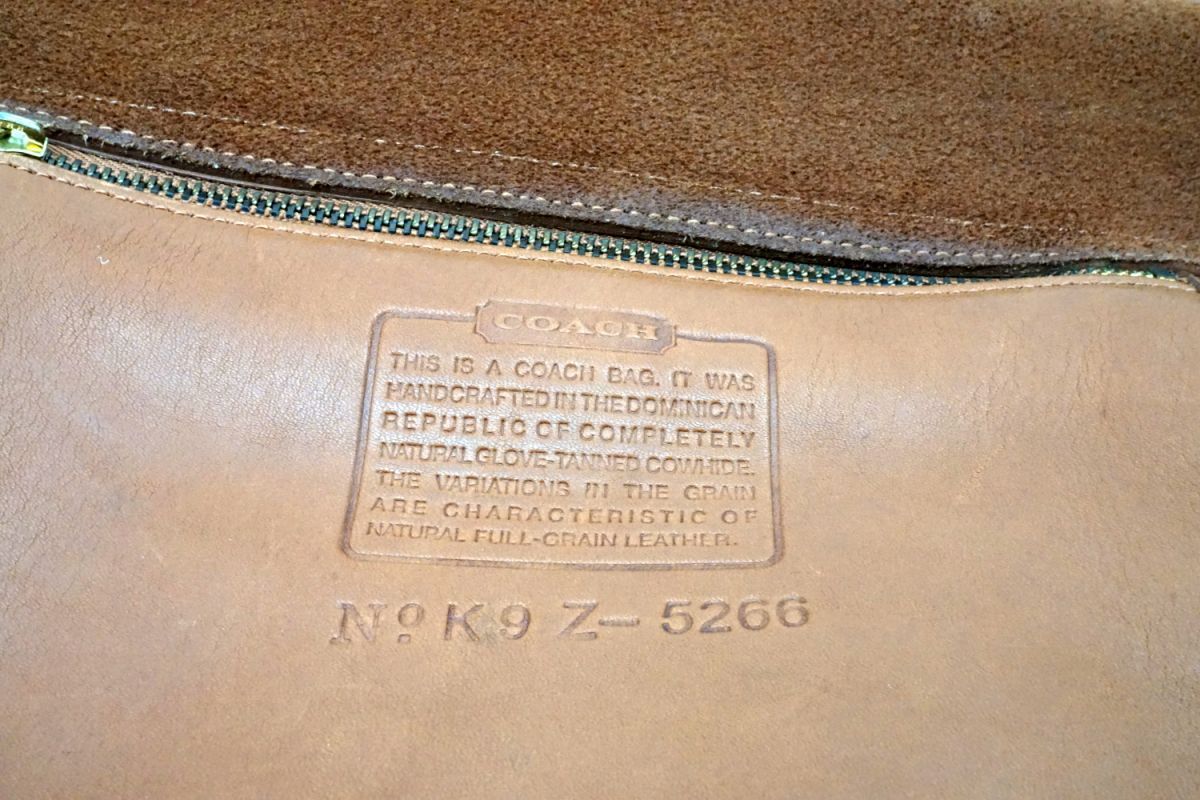 COACH
THIS IS A COACH BAG. IT WAS
HANDCRAFTED IN THE DOMINICAN
REPUBLIC OF COMPLETELY
NATURAL GLOVE-TANNED COWHIDE.
THE VARIATIONS IN THE GRAIN
ARE CHARACTERISTIC OF
NATURAL FULL-GRAIN LEATHER.
Nº K9Z-5266